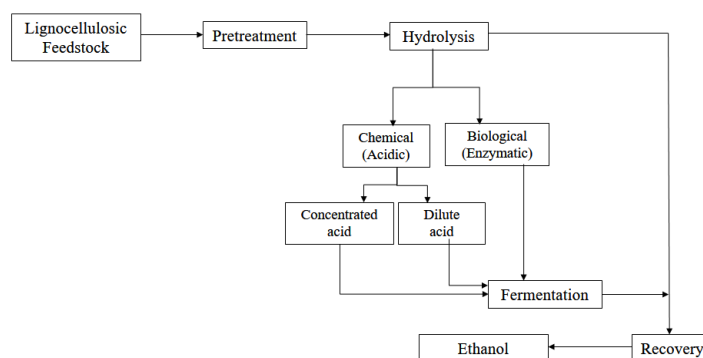 Lignocellulosic
Feedstock
Pretreatment
Hydrolysis
Chemical
(Acidic)
Biological
(Enzymatic)
Concentrated
acid
Dilute
acid
Fermentation
Ethanol
Recovery